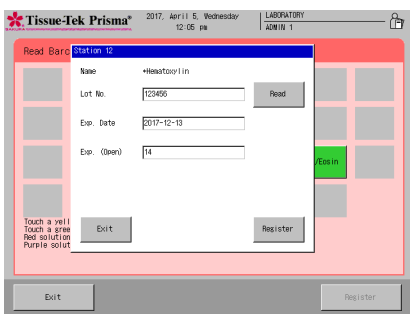 Tissue-Tek Prisma®
SAKURA
2017, April 5, Wednesday
12:05 pm
LABORATORY
ADMIN 1
Read Barc
Station 12
Name +Hematoxylin
Lot No. 123456 Read
Exp. Date 2017-12-13
Exp. (Open) 14
/Eosin
Touch a yell
Touch a gree
Red solution
Purple solut
Exit Register
Exit Register